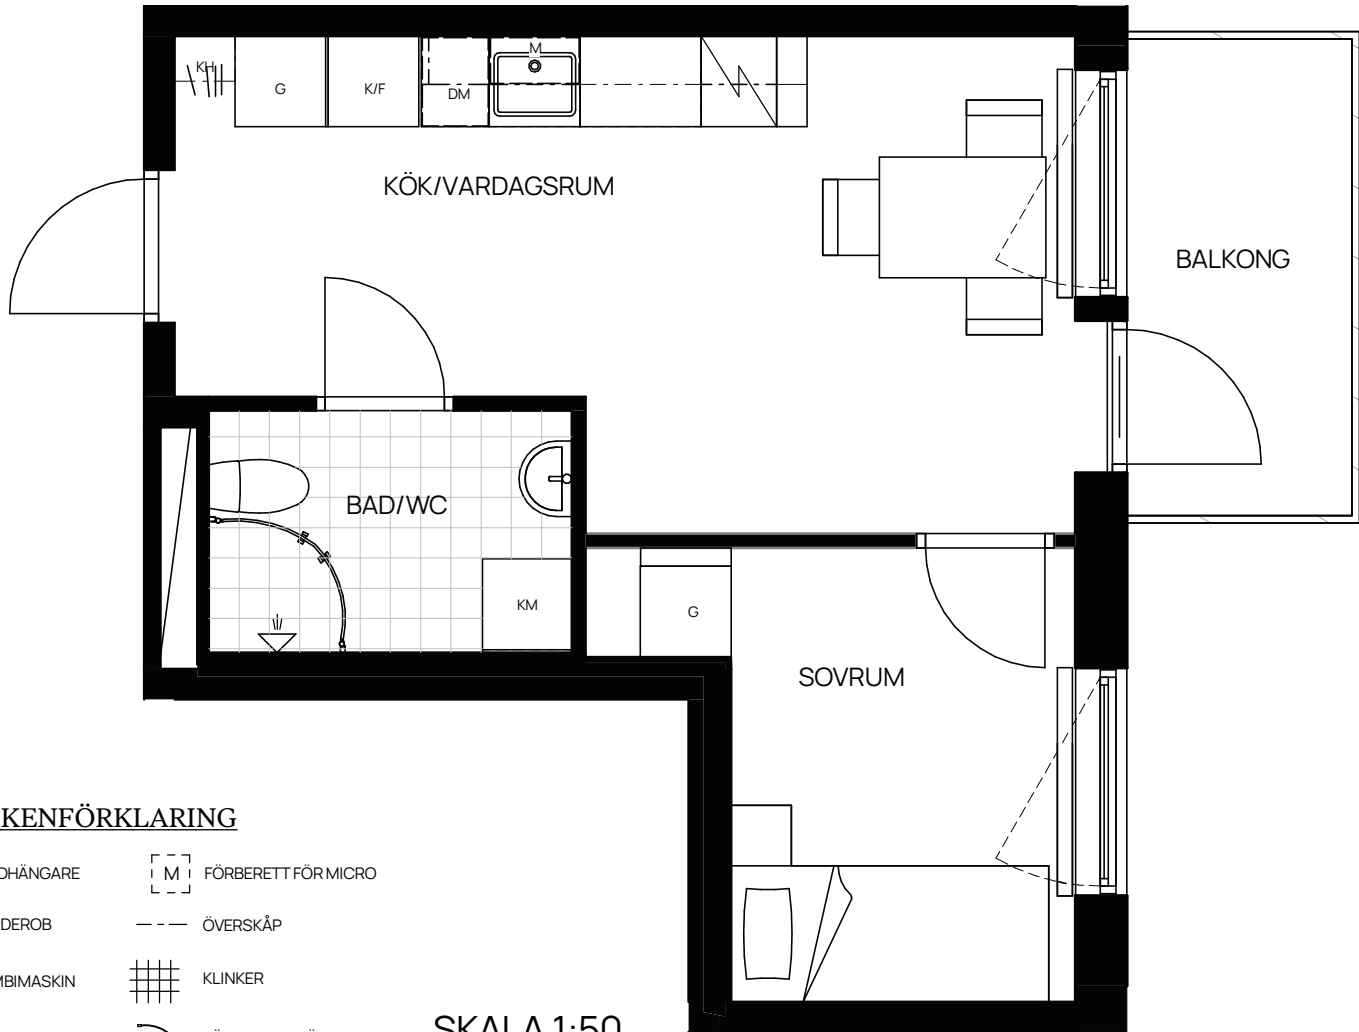 KH
G
K/F
DM
M
KÖK/VARDAGSRUM
BALKONG
BAD/WC
KM
G
SOVRUM
KENFÖRKLARING
DHÄNGARE
M FÖRBERETT FÖR MICRO
DEROB
ÖVERSKÅP
MBIMASKIN
KLINKER
SKALA 1:50